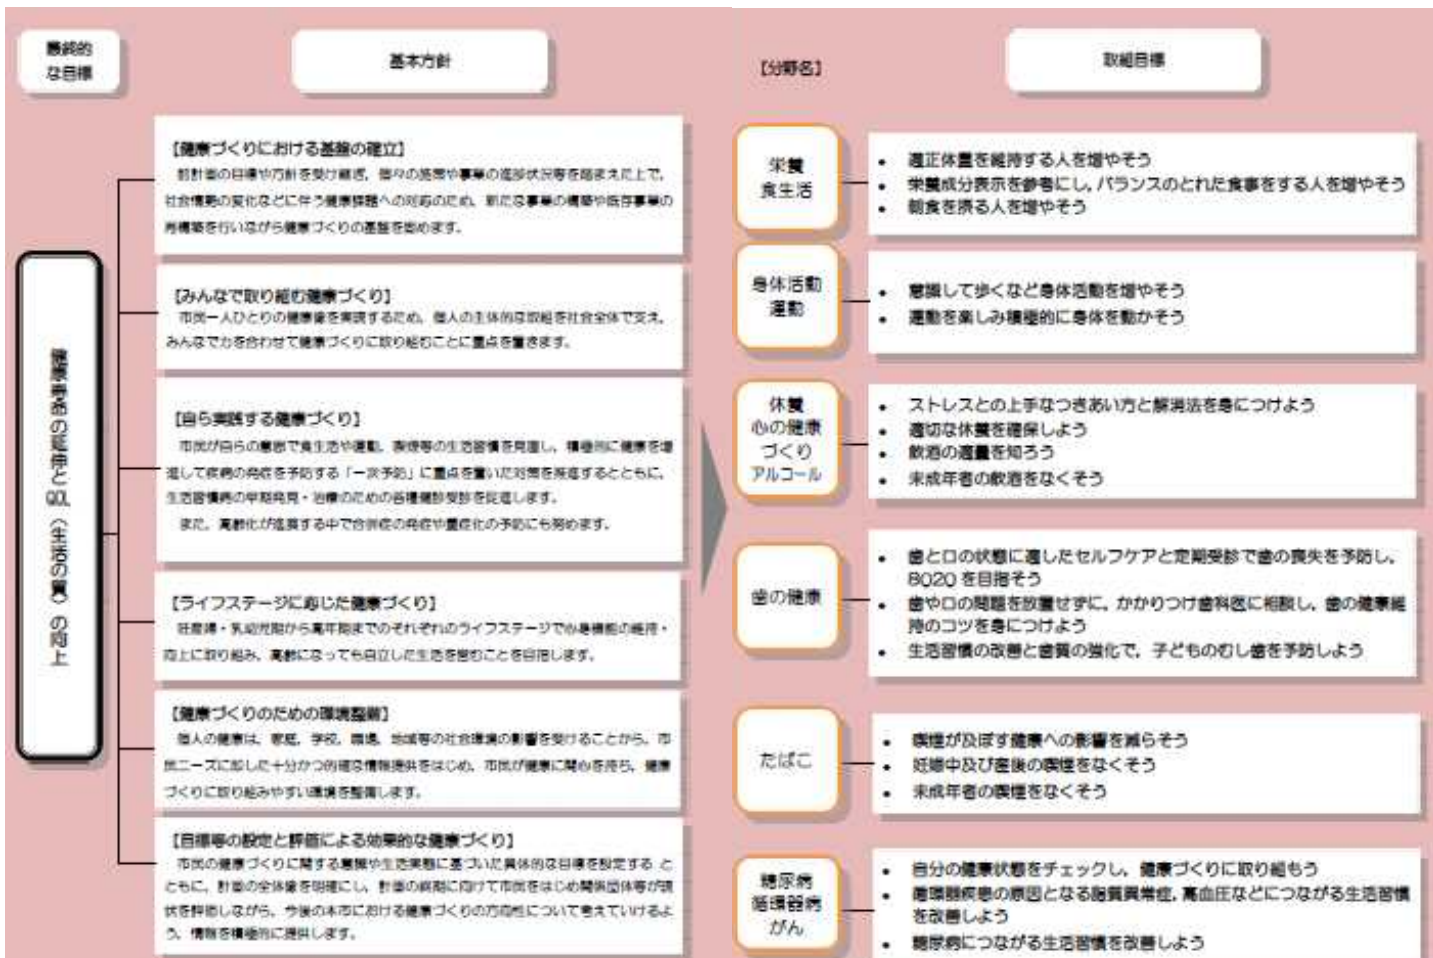 最終的
な目標
基本方針
健康寿命の延伸とQOL（生活の質）の向上
【健康づくりにおける基盤の確立】
前計画の目標や方針を受け継ぎ，個々の施策や事業の進捗状況等を踏まえた上で，
社会情勢の変化などに伴う健康課題への対応のため，新たな事業の構築や既存事業の
再構築を行いながら健康づくりの基盤を固めます。
【みんなで取り組む健康づくり】
市民一人ひとりの健康像を実現するため，個人の主体的な取組を社会全体で支え，
みんなで力を合わせて健康づくりに取り組むことに重点を置きます。
【自ら実践する健康づくり】
市民が自らの意思で食生活や運動，喫煙等の生活習慣を見直し，積極的に健康を増
進して疾病の発症を予防する「一次予防」に重点を置いた対策を推進するとともに，
生活習慣病の早期発見・治療のための各種健診受診を促進します。
また，高齢化が進展する中で合併症の発症や重症化の予防にも努めます。
【ライフステージに応じた健康づくり】
妊産婦・乳幼児期から高年期までのそれぞれのライフステージで心身機能の維持・
向上に取り組み，高齢になっても自立した生活を営むことを目指します。
【健康づくりのための環境整備】
個人の健康は，家庭，学校，職場，地域等の社会環境の影響を受けることから，市
民ニーズに即した十分かつ的確な情報提供をはじめ，市民が健康に関心を持ち，健康
づくりに取り組みやすい環境を整備します。
【目標等の設定と評価による効果的な健康づくり】
市民の健康づくりに関する意識や生活実態に基づいた具体的な目標を設定すると
ともに，計画の全体像を明確にし，計画の終期に向けて市民をはじめ関係団体等が現
状を評価しながら，今後の本市における健康づくりの方向性について考えていけるよ
う，情報を積極的に提供します。
【分野名】
取組目標
栄養
食生活
• 適正体重を維持する人を増やそう
• 栄養成分表示を参考にし，バランスのとれた食事をする人を増やそう
• 朝食を摂る人を増やそう
身体活動
運動
• 意識して歩くなど身体活動を増やそう
• 運動を楽しみ積極的に身体を動かそう
休養
心の健康
づくり
アルコール
• ストレスとの上手なつきあい方と解消法を身につけよう
• 適切な休養を確保しよう
• 飲酒の適量を知ろう
• 未成年者の飲酒をなくそう
歯の健康
• 歯と口の状態に適したセルフケアと定期受診で歯の喪失を予防し，
8020を目指そう
• 歯や口の問題を放置せずに，かかりつけ歯科医に相談し，歯の健康維
持のコツを身につけよう
• 生活習慣の改善と歯質の強化で，子どものむし歯を予防しよう
たばこ
• 喫煙が及ぼす健康への影響を減らそう
• 妊娠中及び産後の喫煙をなくそう
• 未成年者の喫煙をなくそう
糖尿病
循環器病
がん
• 自分の健康状態をチェックし，健康づくりに取り組もう
• 循環器疾患の原因となる脂質異常症，高血圧などにつながる生活習慣
を改善しよう
• 糖尿病につながる生活習慣を改善しよう